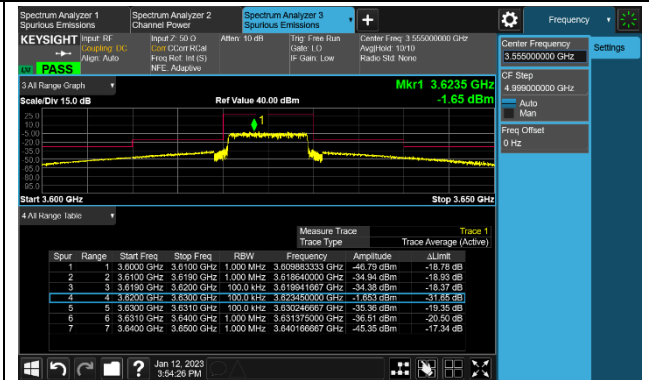 Spectrum Analyzer 1
Spurious Emissions
Spectrum Analyzer 2
Channel Power
Spectrum Analyzer 3
Spurious Emissions
Frequency
KEYSIGHT
Input: RF
Coupling: DC
Align: Auto
Input Z: 50 Ω
Corr CCorr RCal
Freq Ref: Int (S)
NFE: Adaptive
Atten: 10 dB
Trig: Free Run
Gate: LO
IF Gain: Low
Center Freq: 3.555000000 GHz
Avg|Hold: 10/10
Radio Std: None
PASS
Center Frequency
3.555000000 GHz
Settings
CF Step
4.999000000 GHz
Auto
Man
Freq Offset
0 Hz
3 All Range Graph
Mkr1 3.6235 GHz
Scale/Div 15.0 dB
Ref Value 40.00 dBm
-1.65 dBm
25.0
10.0
-5.00
-20.0
-35.0
-50.0
-65.0
-80.0
-95.0
1
Start 3.600 GHz
Stop 3.650 GHz
4 All Range Table
Measure Trace Trace 1
Trace Type Trace Average (Active)
Spur Range Start Freq Stop Freq RBW Frequency Amplitude ΔLimit
1 1 3.6000 GHz 3.6100 GHz 1.000 MHz 3.609883333 GHz -46.79 dBm -18.78 dB
2 2 3.6100 GHz 3.6190 GHz 1.000 MHz 3.618640000 GHz -34.94 dBm -18.93 dB
3 3 3.6190 GHz 3.6200 GHz 100.0 kHz 3.619941667 GHz -34.38 dBm -18.37 dB
4 4 3.6200 GHz 3.6300 GHz 100.0 kHz 3.623450000 GHz -1.653 dBm -31.65 dB
5 5 3.6300 GHz 3.6310 GHz 100.0 kHz 3.630246667 GHz -35.36 dBm -19.35 dB
6 6 3.6310 GHz 3.6400 GHz 1.000 MHz 3.631375000 GHz -36.51 dBm -20.50 dB
7 7 3.6400 GHz 3.6500 GHz 1.000 MHz 3.640166667 GHz -45.35 dBm -17.34 dB
Jan 12, 2023
3:54:26 PM